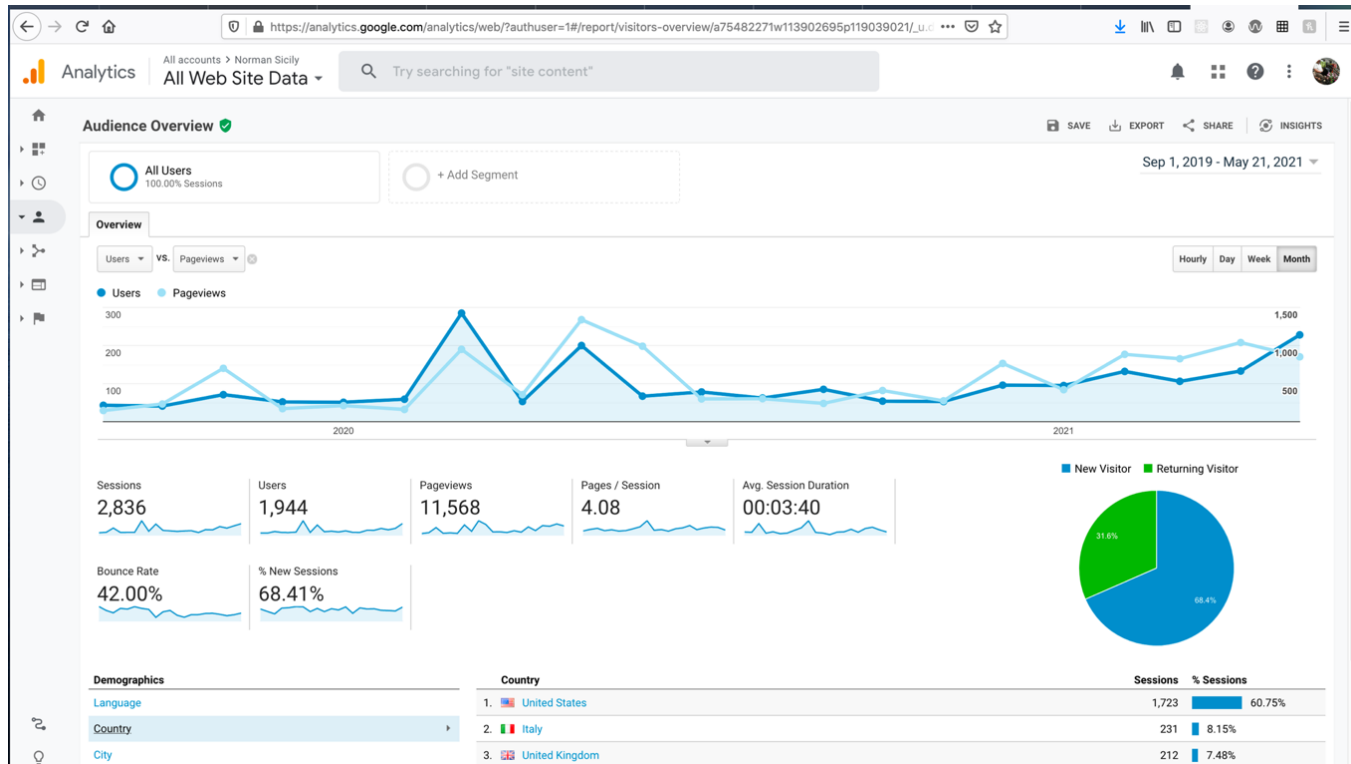 https://analytics.google.com/analytics/web/?authuser=1#/report/visitors-overview/a75482271w113902695p119039021/_u.
Analytics
All accounts > Norman Sicily
All Web Site Data
Try searching for "site content"
Audience Overview
SAVE EXPORT SHARE INSIGHTS
All Users
100.00% Sessions
+ Add Segment
Sep 1, 2019 - May 21, 2021
Overview
Users VS. Pageviews
Hourly Day Week Month
Users Pageviews
300 1,500
200 1,000
100 500
2020 2021
New Visitor Returning Visitor
Sessions Users Pageviews Pages / Session Avg. Session Duration
2,836 1,944 11,568 4.08 00:03:40
31.6%
Bounce Rate % New Sessions
42.00% 68.41%
68.4%
Demographics Country Sessions % Sessions
Language 1. United States 1,723 60.75%
Country 2. Italy 231 8.15%
City 3. United Kingdom 212 7.48%